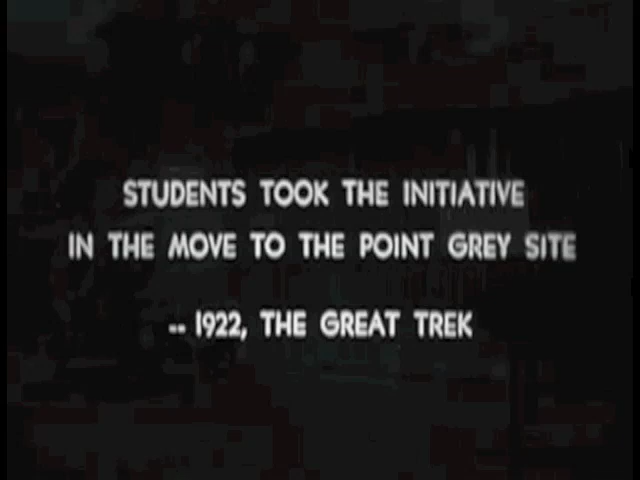 STUDENTS TOOK THE INITIATIVE
IN THE MOVE TO THE POINT GREY SITE
-- 1922, THE GREAT TREK